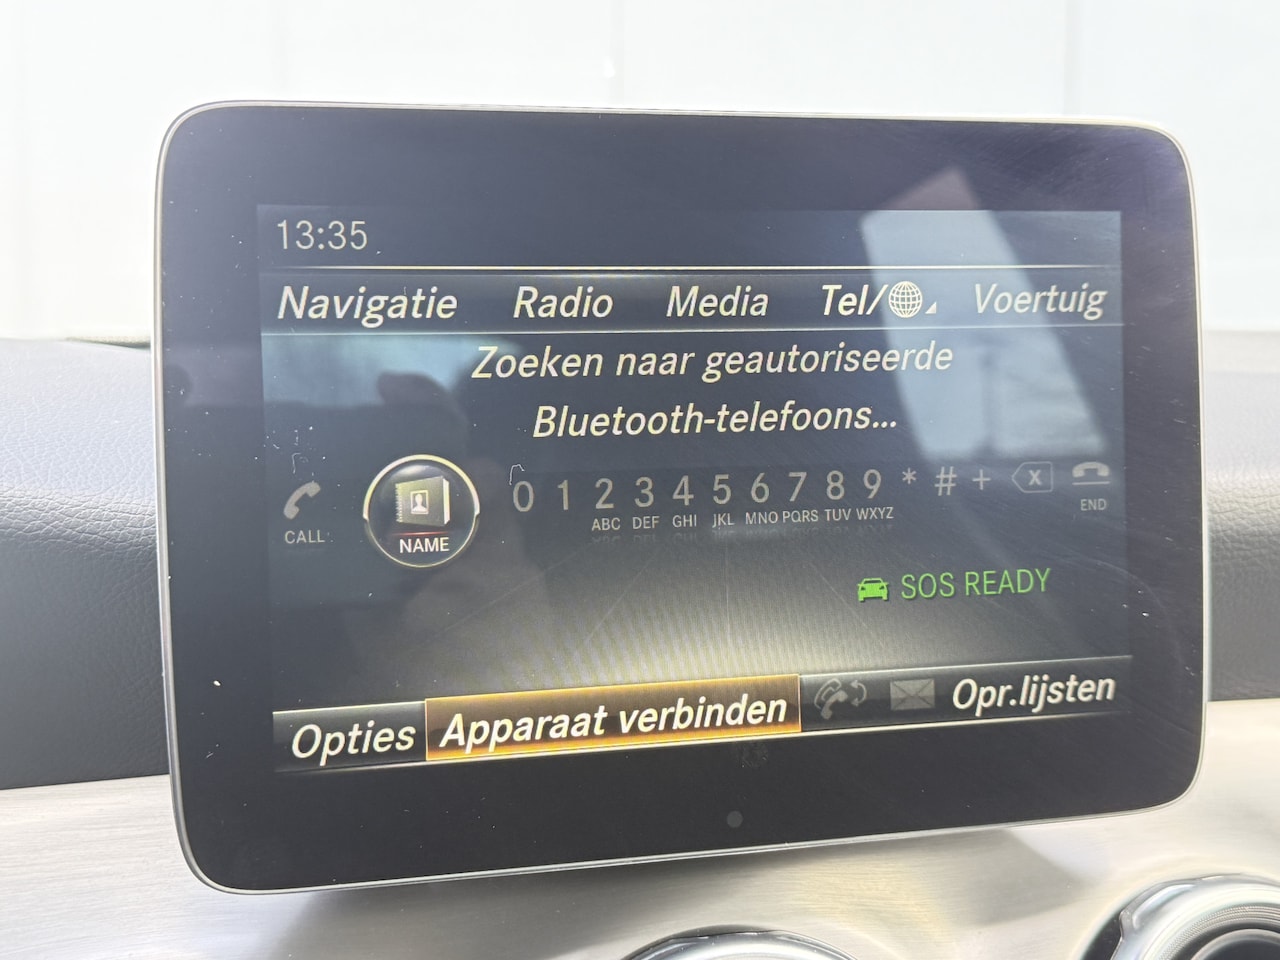 13:35
Navigatie Radio Media Tel/ Voertuig
Zoeken naar geautoriseerde
Bluetooth-telefoons...
0 1 2 3 4 5 6 7 8 9 * # + x
ABC DEF GHI JKL MNO PQRS TUV WXYZ
CALL NAME END
SOS READY
Opties Apparaat verbinden Opr.lijsten